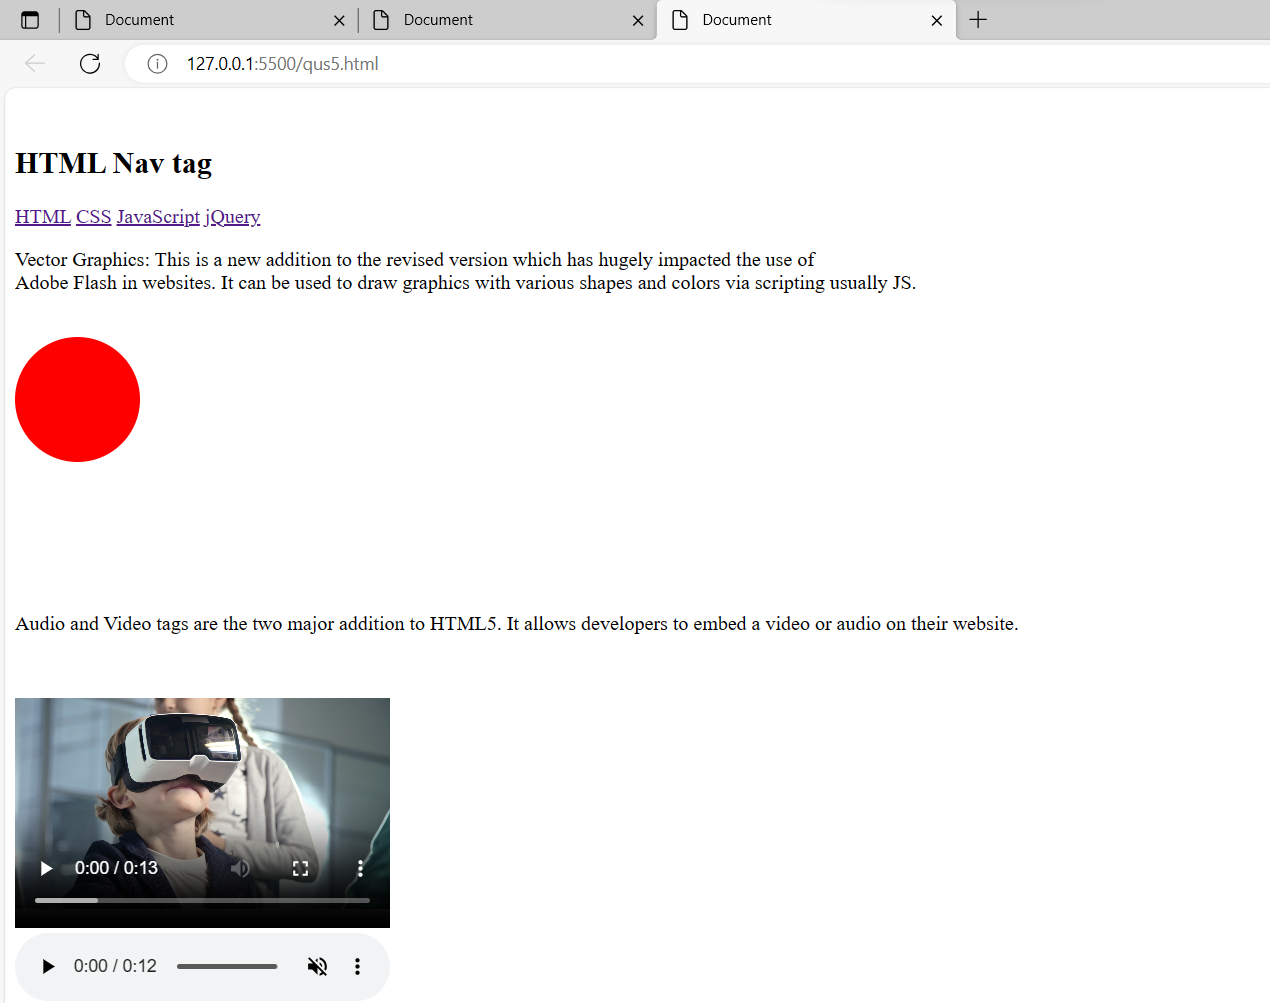 Document
Document
Document
127.0.0.1:5500/qus5.html
HTML Nav tag
HTML CSS JavaScript jQuery
Vector Graphics: This is a new addition to the revised version which has hugely impacted the use of
Adobe Flash in websites. It can be used to draw graphics with various shapes and colors via scripting usually JS.
Audio and Video tags are the two major addition to HTML5. It allows developers to embed a video or audio on their website.
0:00 / 0:13
0:00 / 0:12